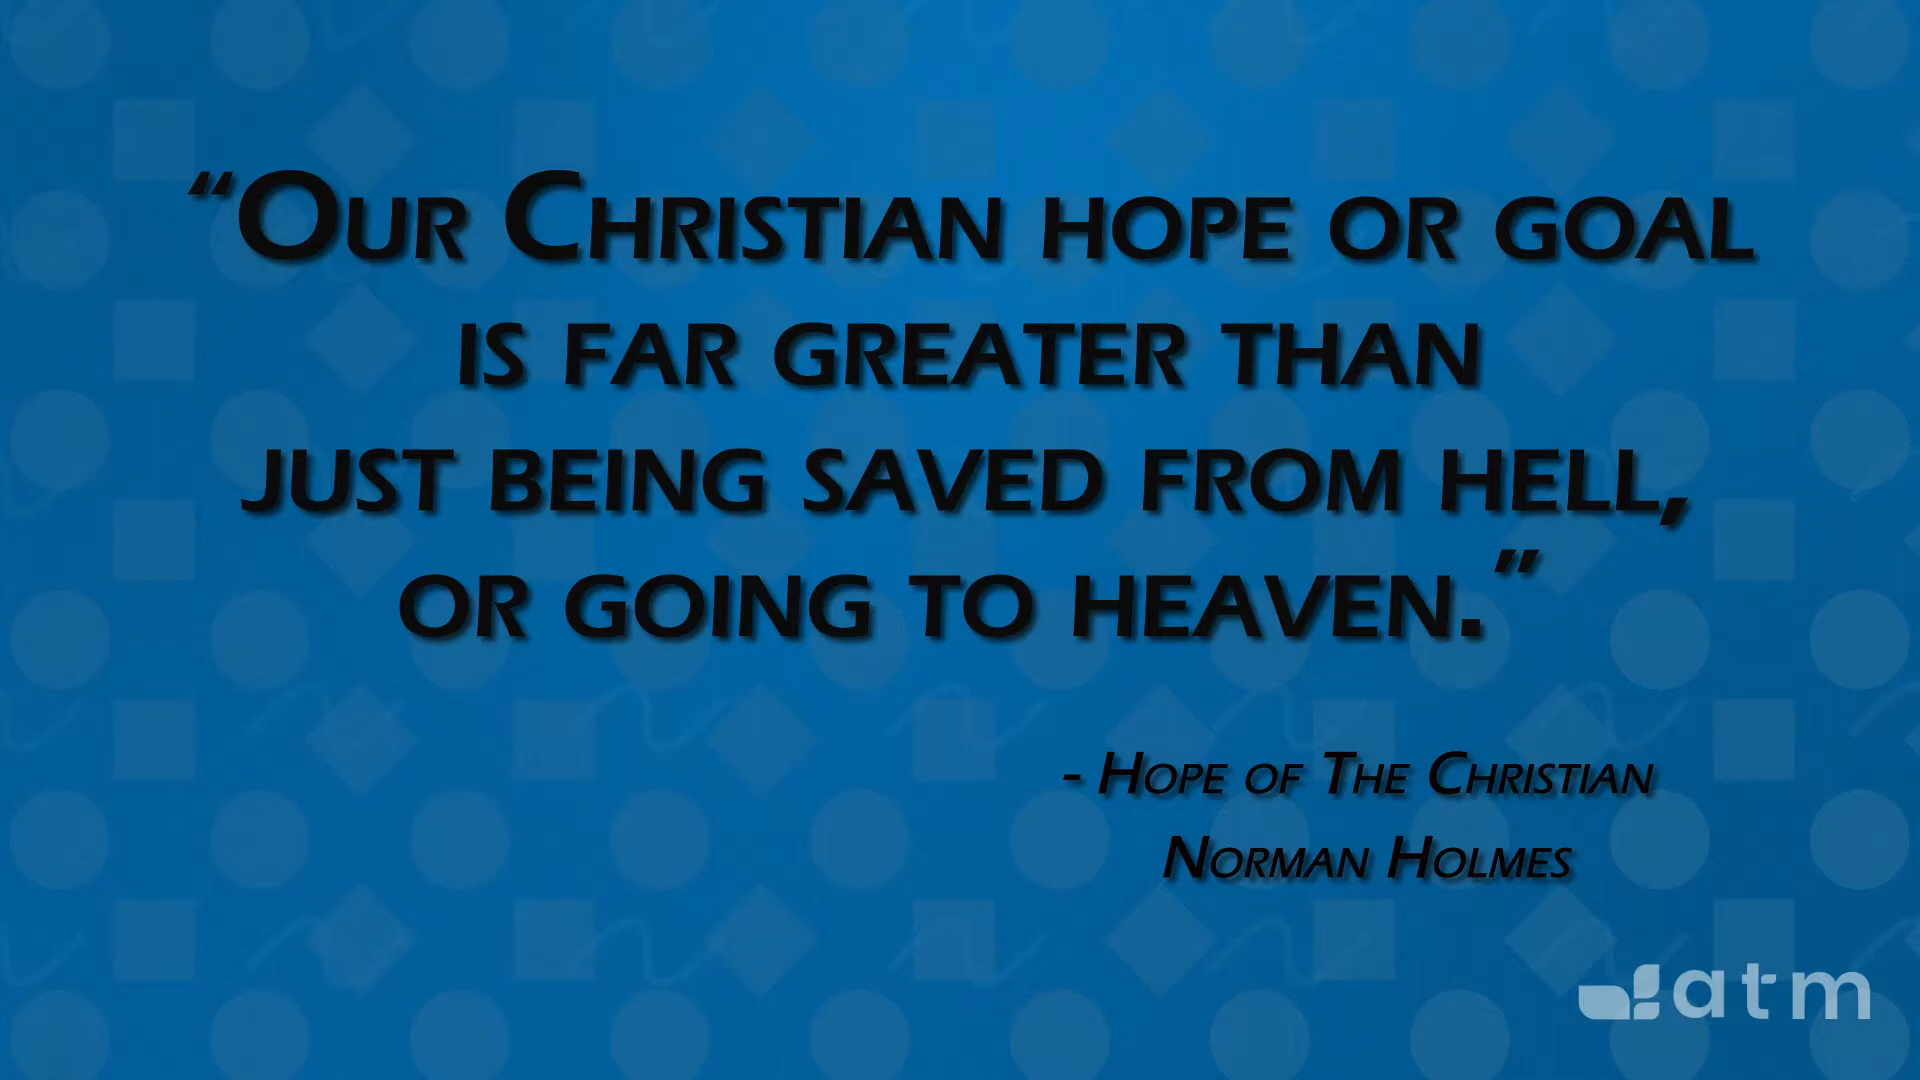 “Our Christian hope or goal
is far greater than
just being saved from hell,
or going to heaven.”
- Hope of The Christian
Norman Holmes
atm